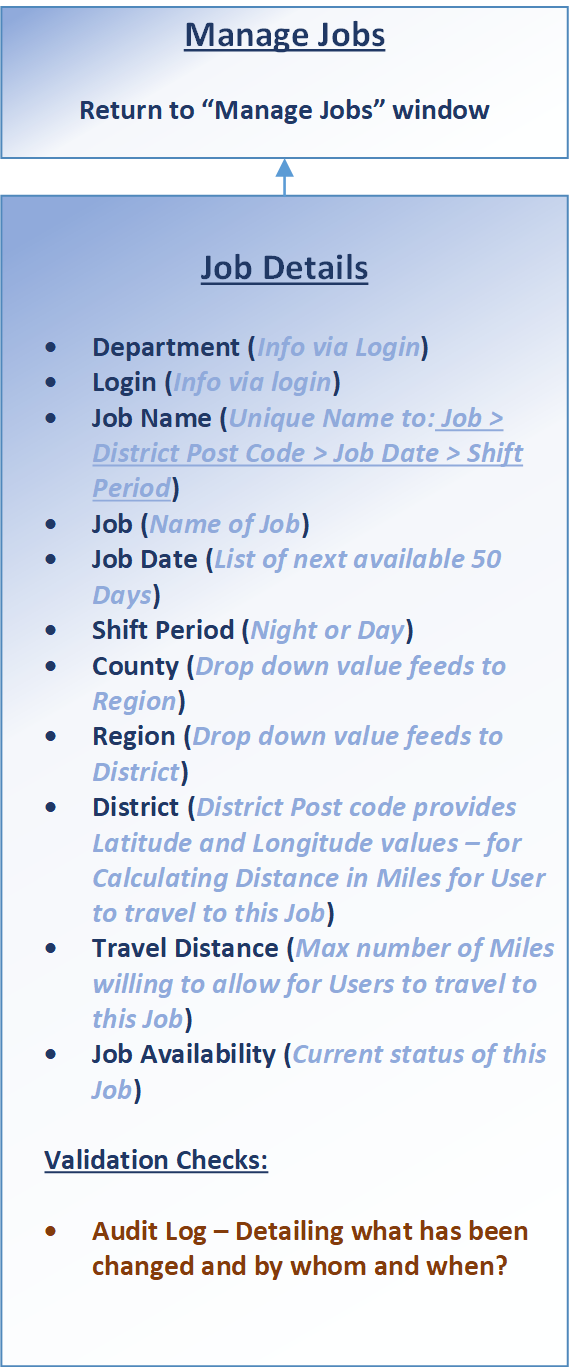 Manage Jobs
Return to “Manage Jobs” window
Job Details
• Department (Info via Login)
• Login (Info via login)
• Job Name (Unique Name to: Job >
District Post Code > Job Date > Shift
Period)
• Job (Name of Job)
• Job Date (List of next available 50
Days)
• Shift Period (Night or Day)
• County (Drop down value feeds to
Region)
• Region (Drop down value feeds to
District)
• District (District Post code provides
Latitude and Longitude values – for
Calculating Distance in Miles for User
to travel to this Job)
• Travel Distance (Max number of Miles
willing to allow for Users to travel to
this Job)
• Job Availability (Current status of this
Job)
Validation Checks:
• Audit Log – Detailing what has been
changed and by whom and when?